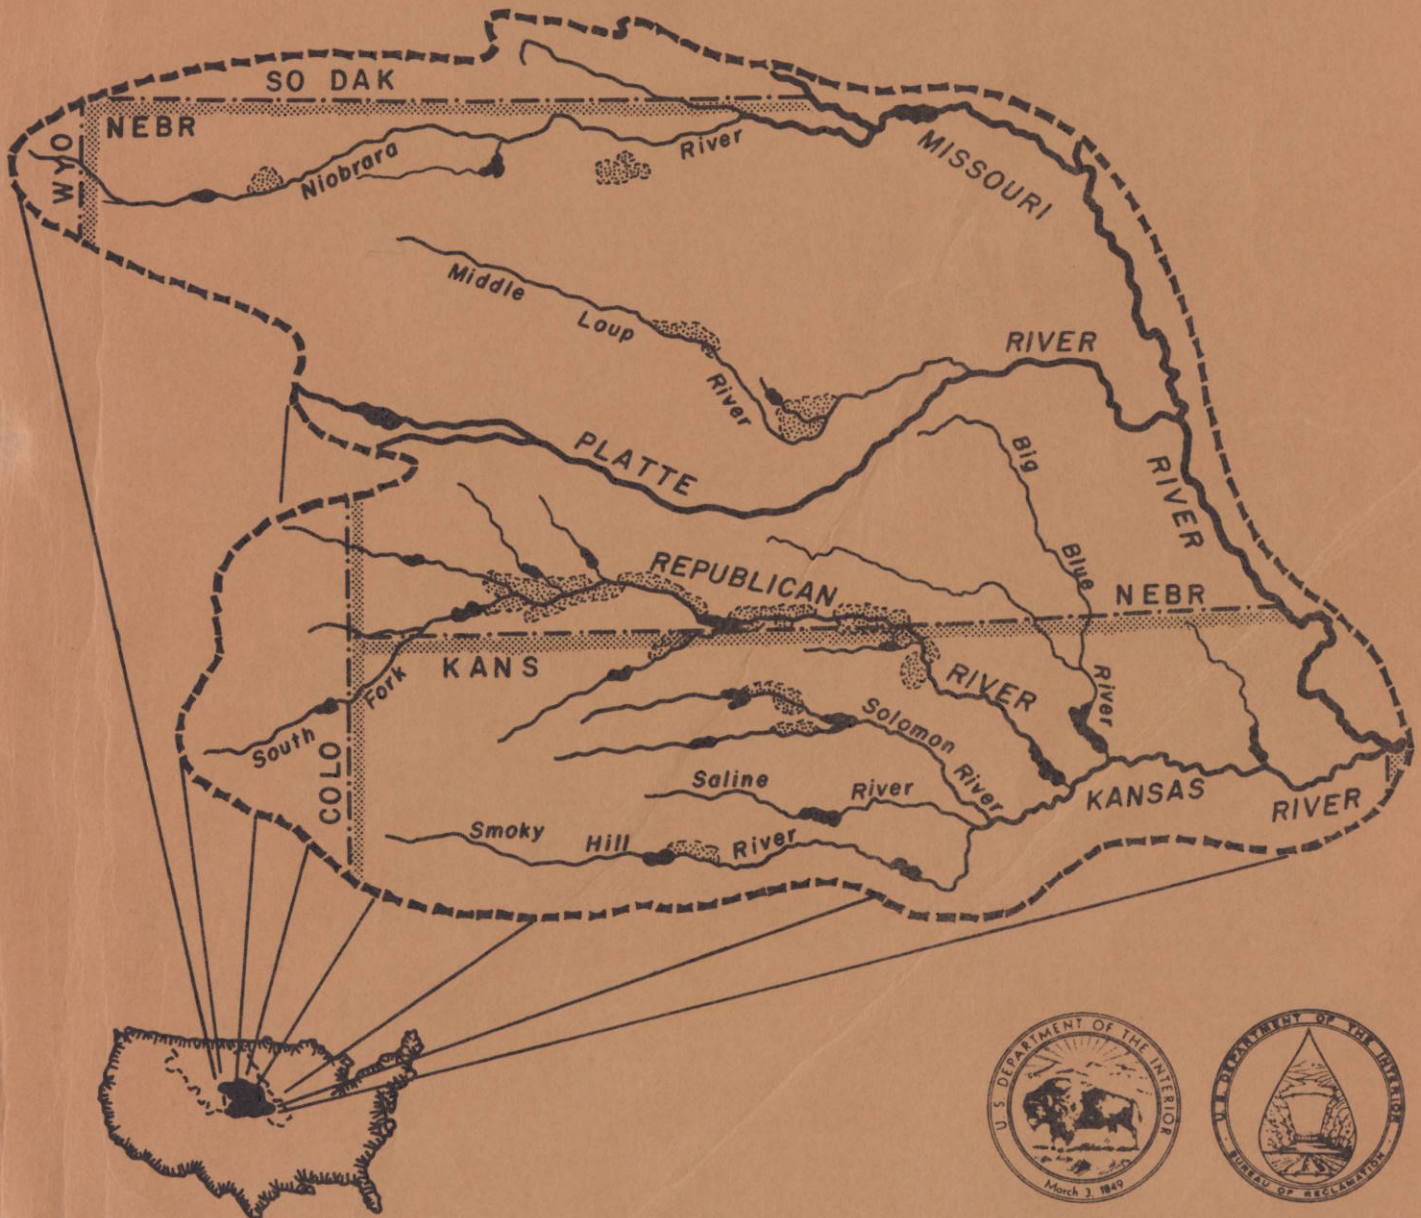 SO DAK
NEBR
WYO
Niobrara River
MISSOURI
RIVER
Middle Loup River
PLATTE
RIVER
Big Blue
River
REPUBLICAN
RIVER
NEBR
KANS
COLO
South Fork
Solomon River
Saline River
Smoky Hill River
KANSAS
RIVER
U.S. DEPARTMENT OF THE INTERIOR
March 3, 1849
U.S. DEPARTMENT OF THE INTERIOR
BUREAU OF RECLAMATION